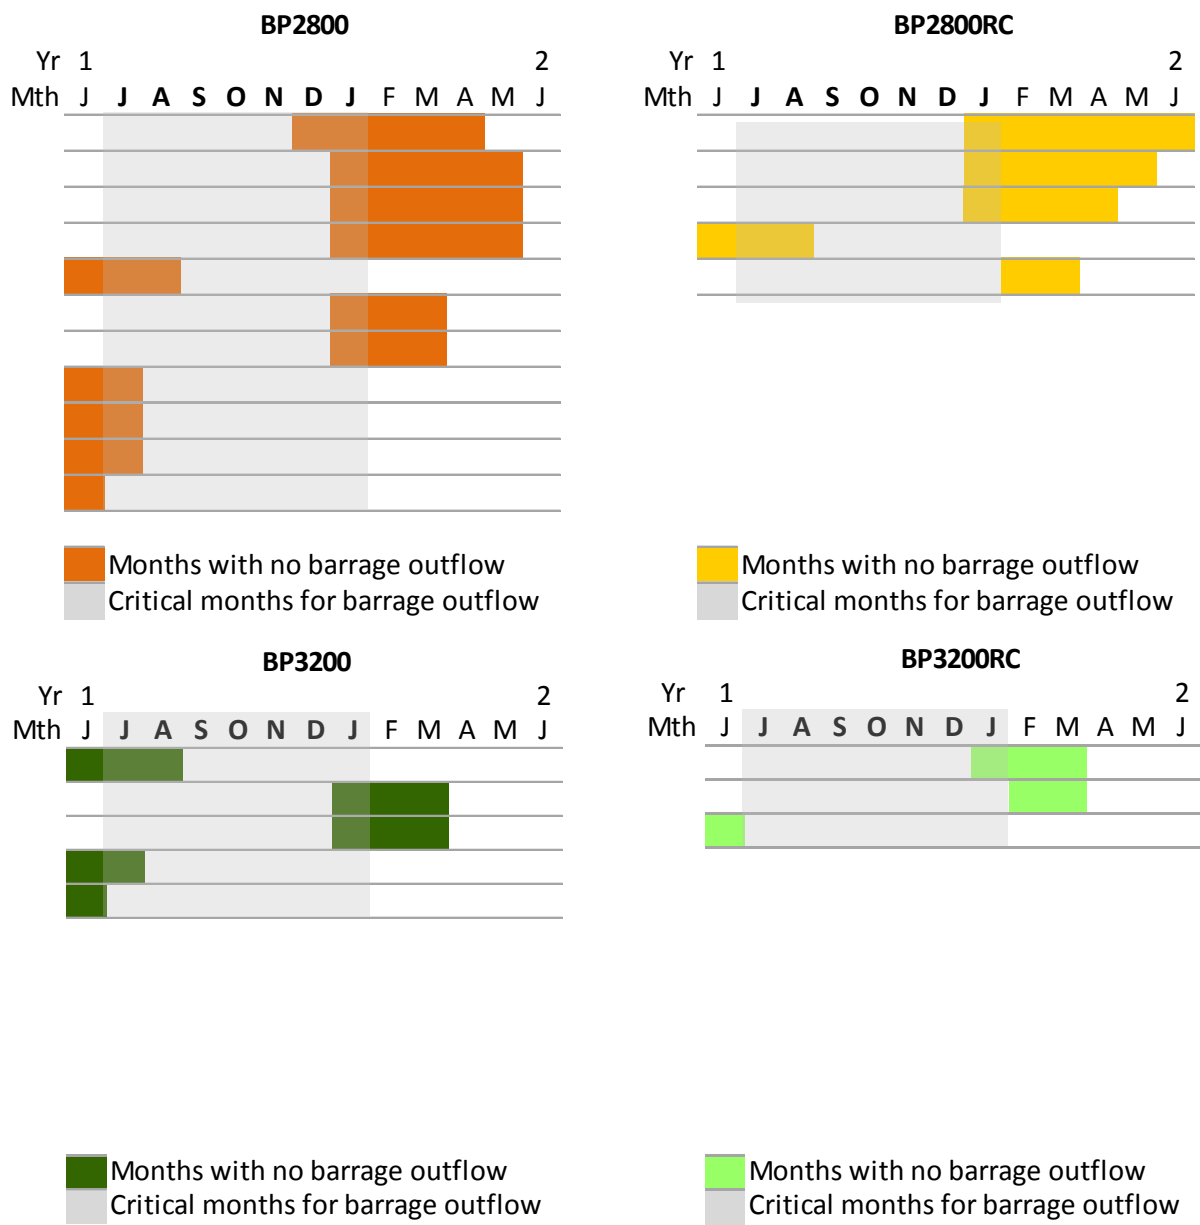 BP2800
Yr 1 2
Mth J J A S O N D J F M A M J
Months with no barrage outflow
Critical months for barrage outflow
BP2800RC
Yr 1 2
Mth J J A S O N D J F M A M J
Months with no barrage outflow
Critical months for barrage outflow
BP3200
Yr 1 2
Mth J J A S O N D J F M A M J
Months with no barrage outflow
Critical months for barrage outflow
BP3200RC
Yr 1 2
Mth J J A S O N D J F M A M J
Months with no barrage outflow
Critical months for barrage outflow